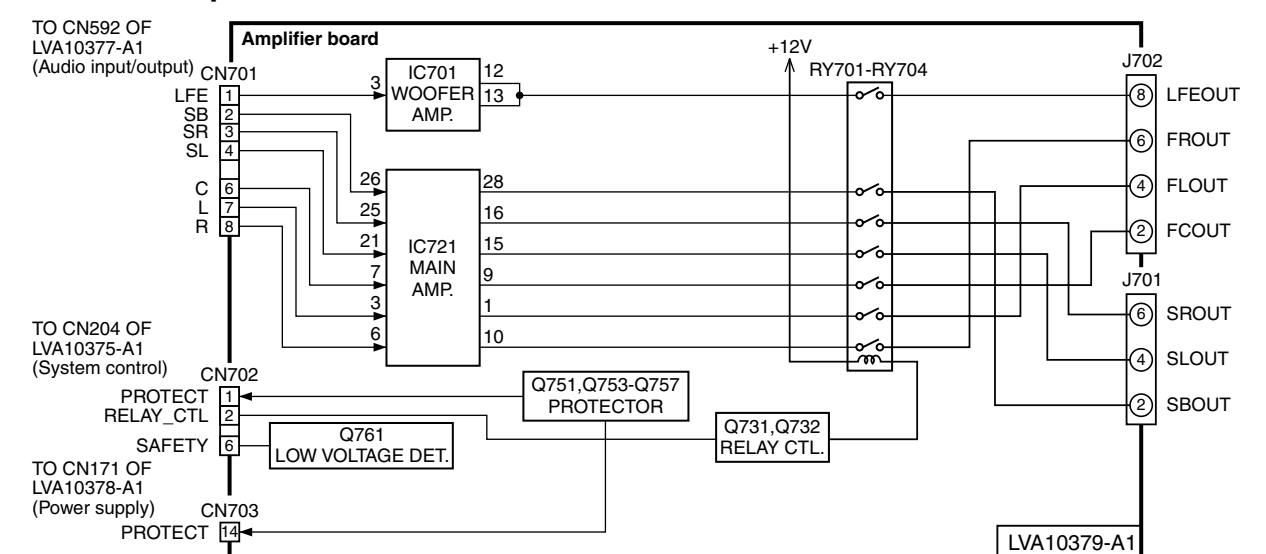 TO CN592 OF
LVA10377-A1
(Audio input/output)
CN701
Amplifier board
LFE 1
SB 2
SR 3
SL 4
C 6
L 7
R 8
3
IC701
WOOFER
AMP.
12
13
+12V
RY701-RY704
J702
8 LFEOUT
6 FROUT
4 FLOUT
2 FCOUT
26
25
21
7
3
6
IC721
MAIN
AMP.
28
16
15
9
1
10
J701
6 SROUT
4 SLOUT
2 SBOUT
TO CN204 OF
LVA10375-A1
(System control)
CN702
PROTECT 1
RELAY_CTL 2
SAFETY 6
Q751,Q753-Q757
PROTECTOR
Q731,Q732
RELAY CTL.
Q761
LOW VOLTAGE DET.
TO CN171 OF
LVA10378-A1
(Power supply)
CN703
PROTECT 14
LVA10379-A1